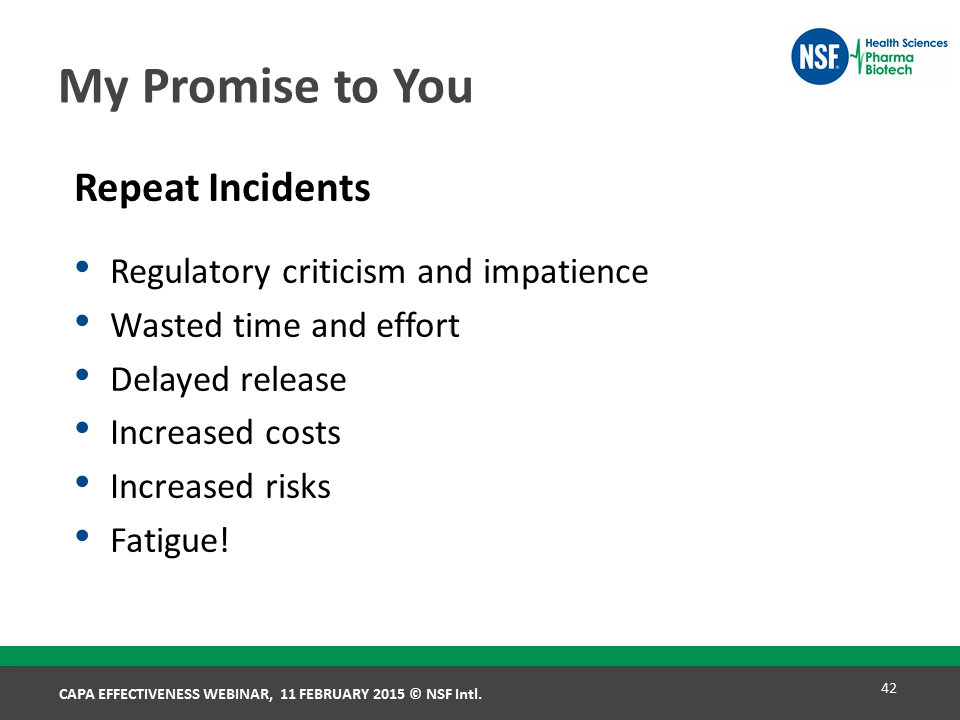 My Promise to You
NSF
Health Sciences
Pharma
Biotech
Repeat Incidents
• Regulatory criticism and impatience
• Wasted time and effort
• Delayed release
• Increased costs
• Increased risks
• Fatigue!
CAPA EFFECTIVENESS WEBINAR, 11 FEBRUARY 2015 © NSF Intl.
42